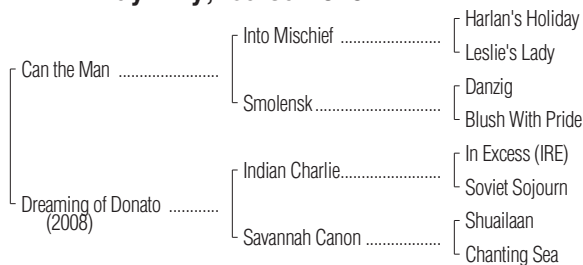 Harlan's Holiday
Into Mischief
Leslie's Lady
Can the Man
Danzig
Smolensk
Blush With Pride
In Excess (IRE)
Indian Charlie
Soviet Sojourn
Dreaming of Donato
(2008)
Shuailaan
Savannah Canon
Chanting Sea